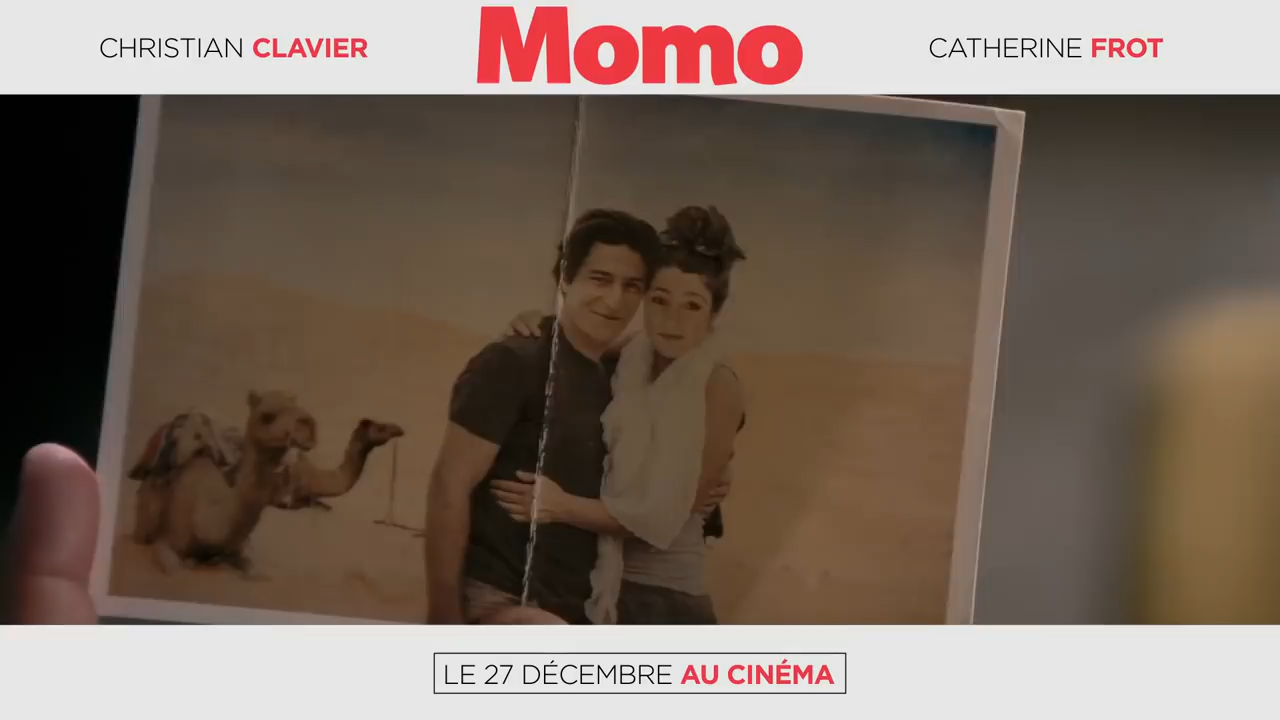 CHRISTIAN CLAVIER
Momo
CATHERINE FROT
LE 27 DÉCEMBRE AU CINÉMA